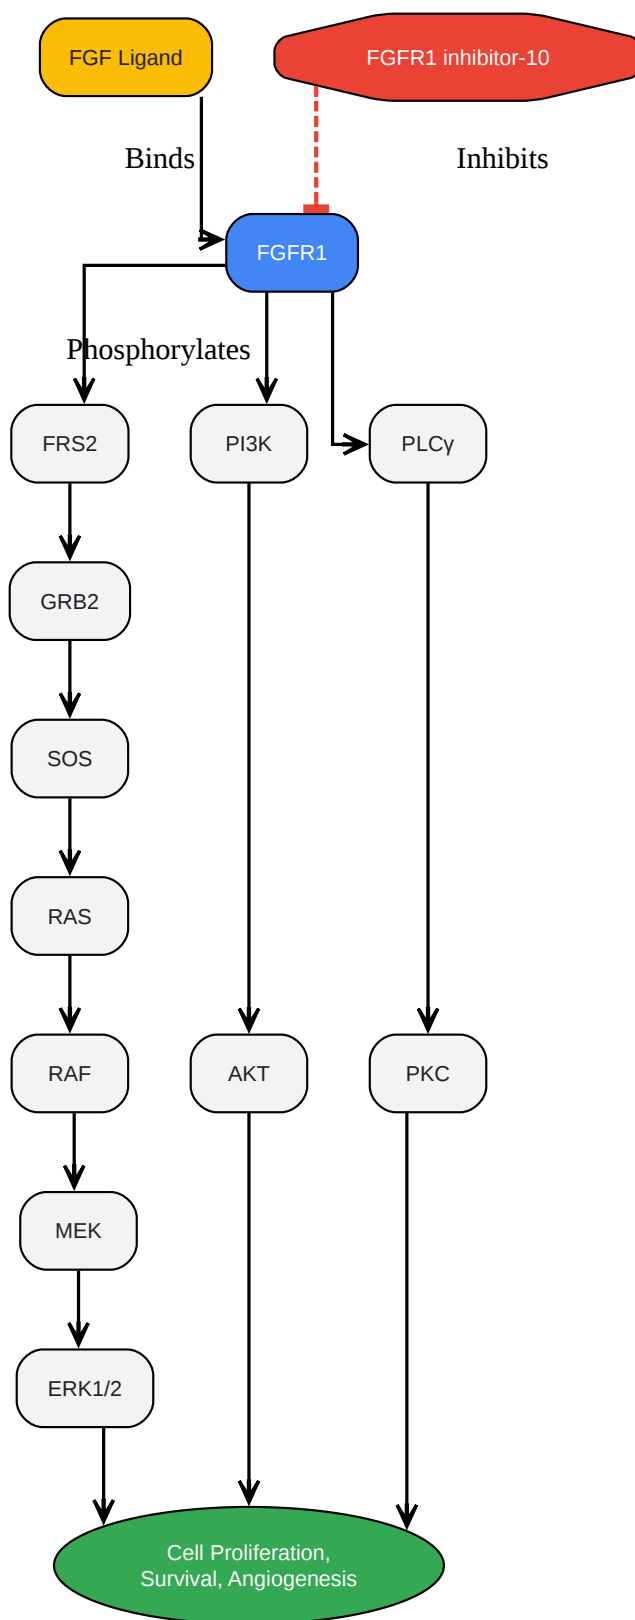 FGF Ligand
FGFR1 inhibitor-10
Binds
Inhibits
FGFR1
Phosphorylates
FRS2
PI3K
PLCγ
GRB2
SOS
RAS
RAF
AKT
PKC
MEK
ERK1/2
Cell Proliferation,
Survival, Angiogenesis